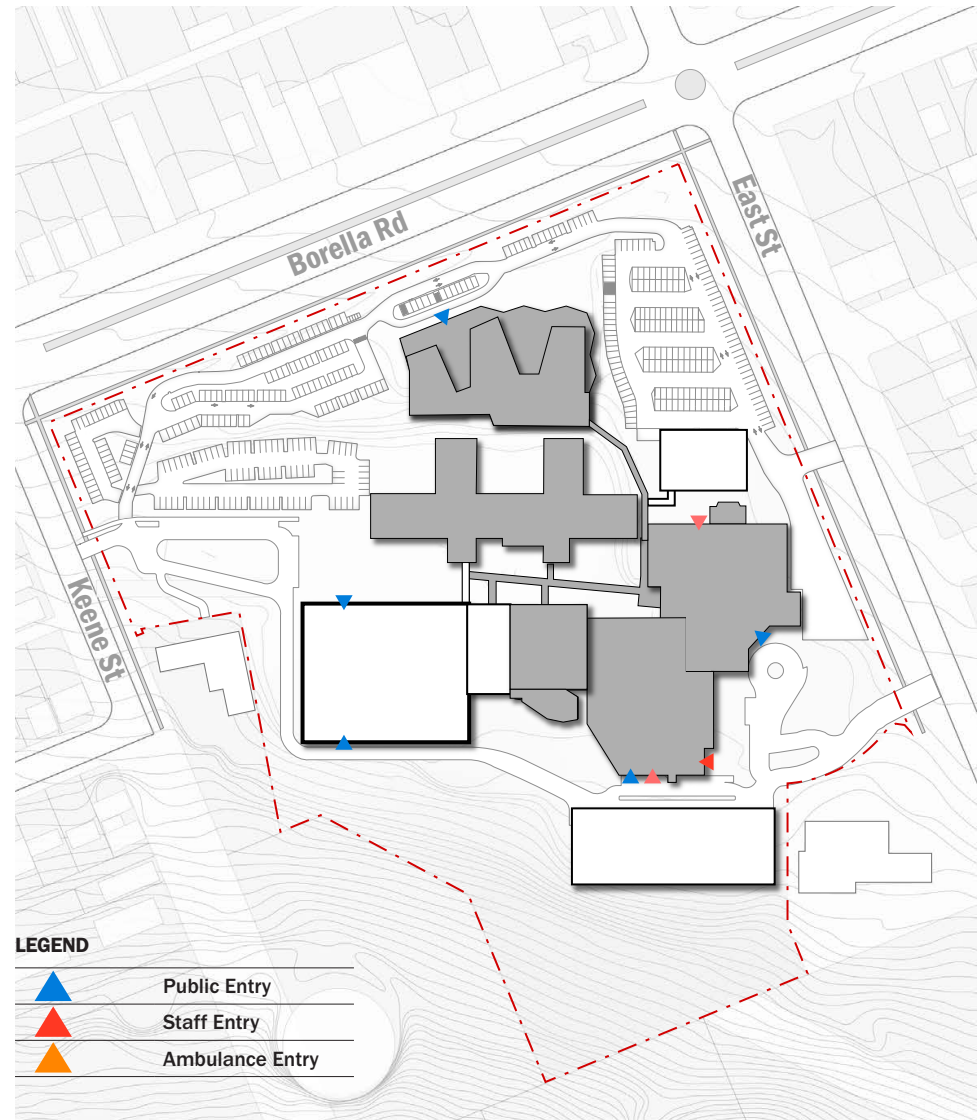 Borella Rd
East St
Keene St
LEGEND
Public Entry
Staff Entry
Ambulance Entry